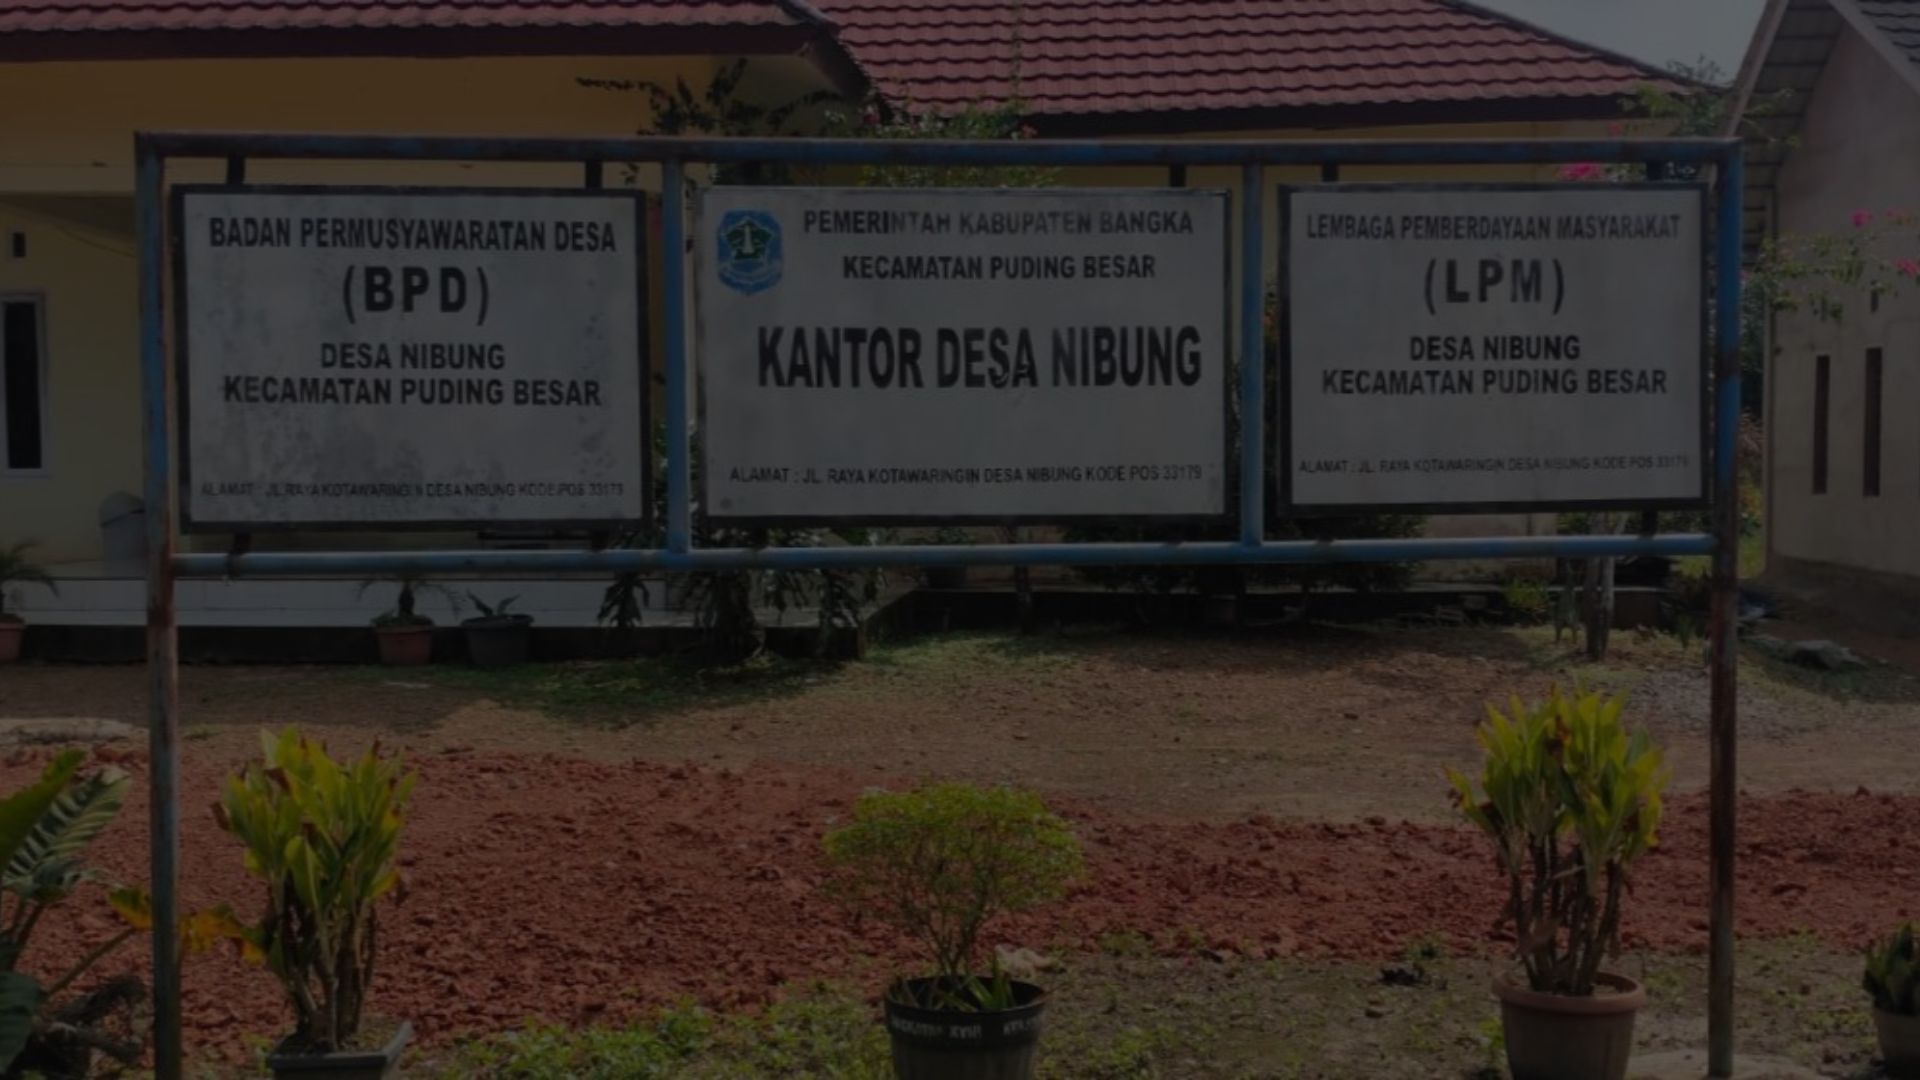 BADAN PERMUSYAWARATAN DESA
(BPD)
DESA NIBUNG
KECAMATAN PUDING BESAR
ALAMAT : JL. RAYA KOTAWARINGIN DESA NIBUNG KODE POS 33179
PEMERINTAH KABUPATEN BANGKA
KECAMATAN PUDING BESAR
KANTOR DESA NIBUNG
ALAMAT : JL. RAYA KOTAWARINGIN DESA NIBUNG KODE POS 33179
LEMBAGA PEMBERDAYAAN MASYARAKAT
(LPM)
DESA NIBUNG
KECAMATAN PUDING BESAR
ALAMAT : JL. RAYA KOTAWARINGIN DESA NIBUNG KODE POS 33179